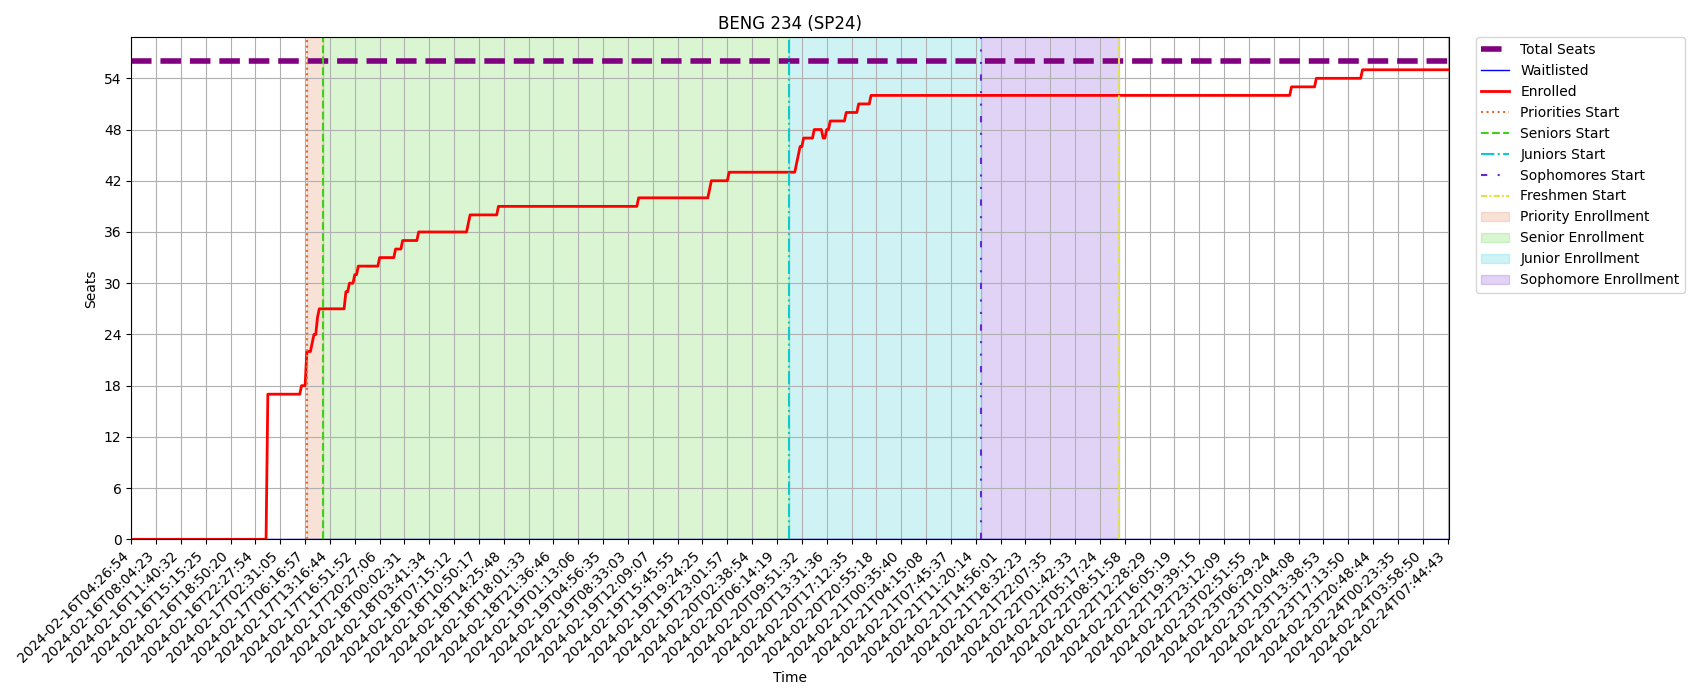 BENG 234 (SP24)
Total Seats
Waitlisted
Enrolled
Priorities Start
Seniors Start
Juniors Start
Sophomores Start
Freshmen Start
Priority Enrollment
Senior Enrollment
Junior Enrollment
Sophomore Enrollment
Seats
54
48
42
36
30
24
18
12
6
0
2024-02-16T04:26:54
2024-02-16T08:04:23
2024-02-16T11:40:32
2024-02-16T15:15:25
2024-02-16T18:50:20
2024-02-16T22:27:54
2024-02-17T02:31:05
2024-02-17T06:16:57
2024-02-17T13:16:44
2024-02-17T16:51:52
2024-02-17T20:27:06
2024-02-18T00:02:31
2024-02-18T03:41:34
2024-02-18T07:15:12
2024-02-18T10:50:17
2024-02-18T14:25:48
2024-02-18T18:01:33
2024-02-18T21:36:46
2024-02-19T01:13:06
2024-02-19T04:56:35
2024-02-19T08:33:03
2024-02-19T12:09:07
2024-02-19T15:45:55
2024-02-19T19:24:25
2024-02-19T23:01:57
2024-02-20T02:38:54
2024-02-20T06:14:19
2024-02-20T09:51:32
2024-02-20T13:31:36
2024-02-20T17:12:35
2024-02-20T20:55:18
2024-02-21T00:35:40
2024-02-21T04:15:08
2024-02-21T07:45:37
2024-02-21T11:20:14
2024-02-21T14:56:01
2024-02-21T18:32:23
2024-02-21T22:07:35
2024-02-22T01:42:33
2024-02-22T05:17:24
2024-02-22T08:51:58
2024-02-22T12:28:29
2024-02-22T16:05:19
2024-02-22T19:39:15
2024-02-22T23:12:09
2024-02-23T02:51:55
2024-02-23T06:29:24
2024-02-23T10:04:08
2024-02-23T13:38:53
2024-02-23T17:13:50
2024-02-23T20:48:44
2024-02-24T00:23:35
2024-02-24T03:58:50
2024-02-24T07:44:43
Time